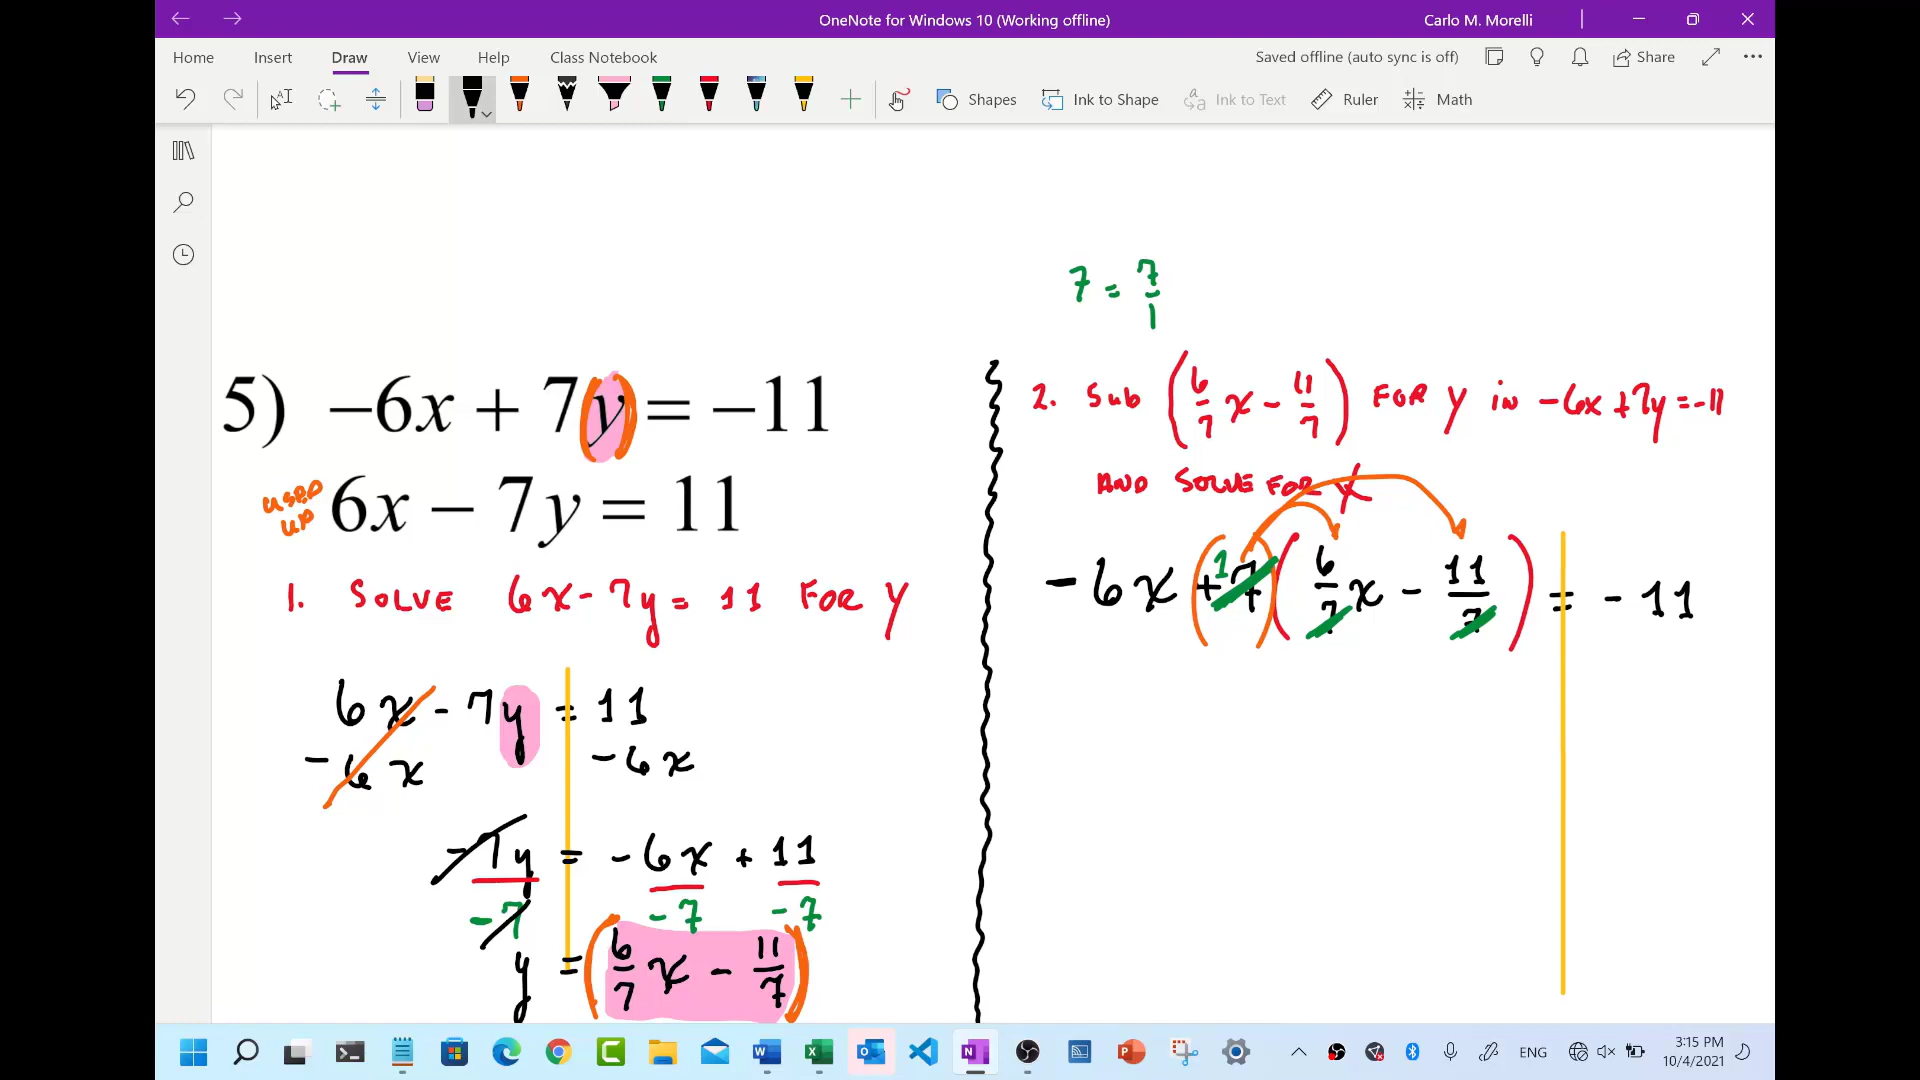 OneNote for Windows 10 (Working offline)
Carlo M. Morelli
Home Insert Draw View Help Class Notebook
Saved offline (auto sync is off) Share
Shapes Ink to Shape Ink to Text Ruler Math
7 = 7/1
5) −6x + 7y = −11
USED UP
6x − 7y = 11
1. SOLVE 6x - 7y = 11 FOR y
6x - 7y = 11
- 6x - 6x
-7y = -6x + 11
-7 -7 -7
y = (6/7 x - 11/7)
2. Sub (6/7 x - 11/7) FOR y in -6x +7y = -11
AND SOLVE FOR X
-6x (+7) (6/7 x - 11/7) = -11
1
ENG
3:15 PM
10/4/2021